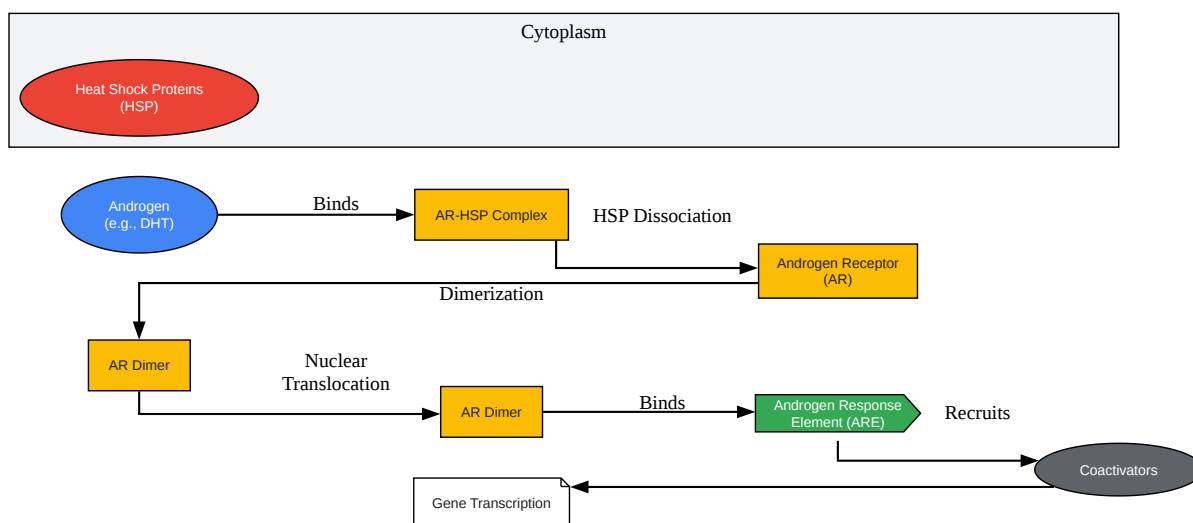 Cytoplasm
Heat Shock Proteins
(HSP)
Androgen
(e.g., DHT)
Binds
AR-HSP Complex
HSP Dissociation
Androgen Receptor
(AR)
Dimerization
AR Dimer
Nuclear
Translocation
AR Dimer
Binds
Androgen Response
Element (ARE)
Recruits
Coactivators
Gene Transcription